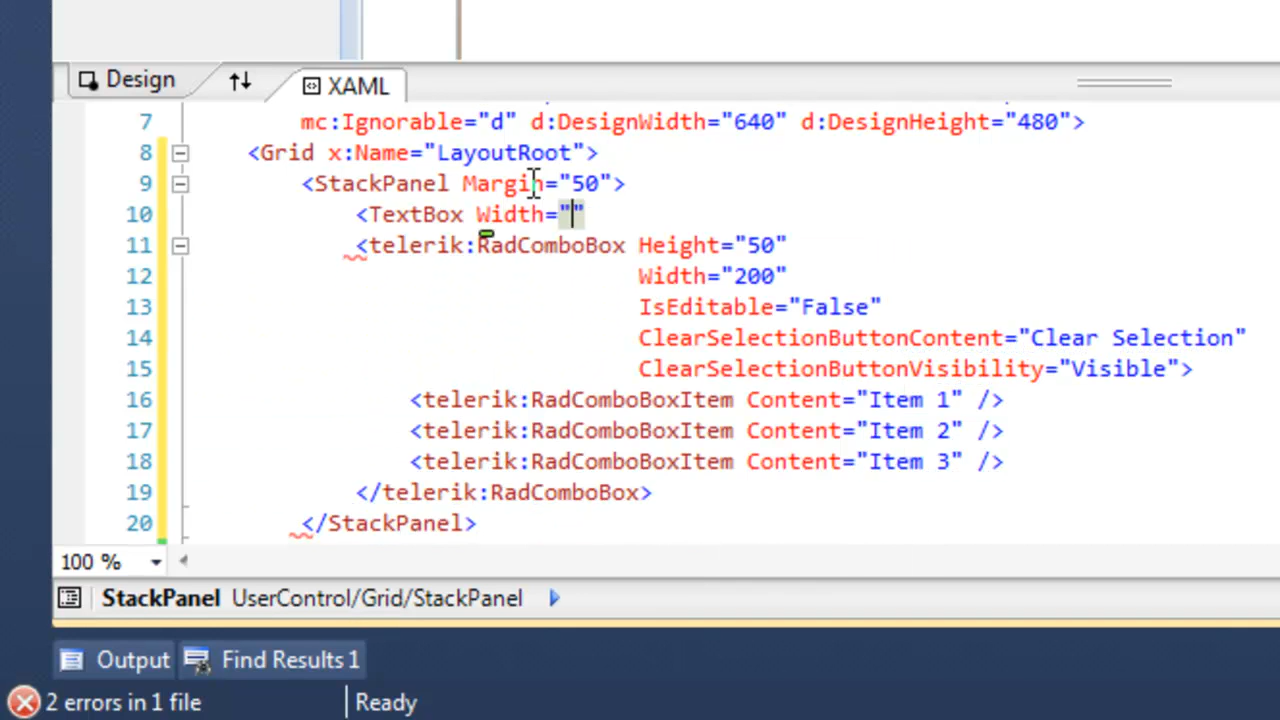 Design XAML
7 mc:Ignorable="d" d:DesignWidth="640" d:DesignHeight="480">
8 <Grid x:Name="LayoutRoot">
9 <StackPanel Margin="50">
10 <TextBox Width=""
11 <telerik:RadComboBox Height="50"
12 Width="200"
13 IsEditable="False"
14 ClearSelectionButtonContent="Clear Selection"
15 ClearSelectionButtonVisibility="Visible">
16 <telerik:RadComboBoxItem Content="Item 1" />
17 <telerik:RadComboBoxItem Content="Item 2" />
18 <telerik:RadComboBoxItem Content="Item 3" />
19 </telerik:RadComboBox>
20 </StackPanel>
100 %
StackPanel UserControl/Grid/StackPanel
Output Find Results 1
2 errors in 1 file Ready